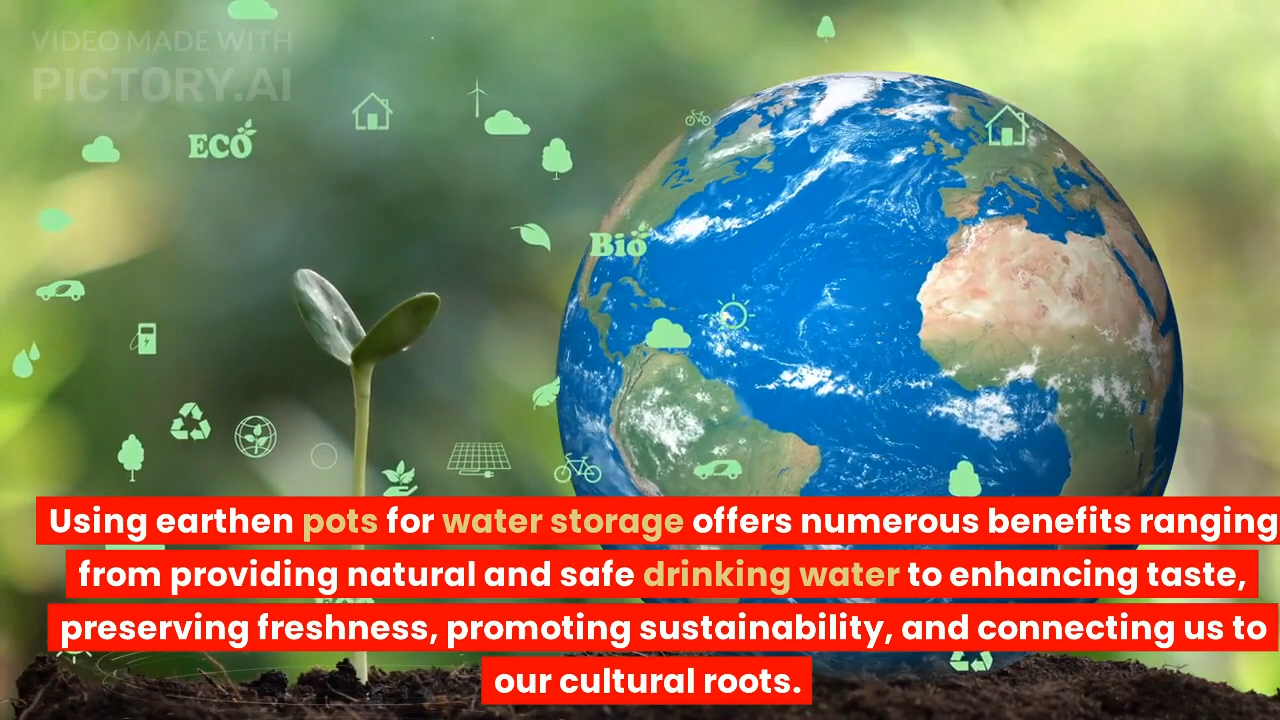 VIDEO MADE WITH
PICTORY.AI
ECO
Bio
Using earthen pots for water storage offers numerous benefits ranging
from providing natural and safe drinking water to enhancing taste,
preserving freshness, promoting sustainability, and connecting us to
our cultural roots.